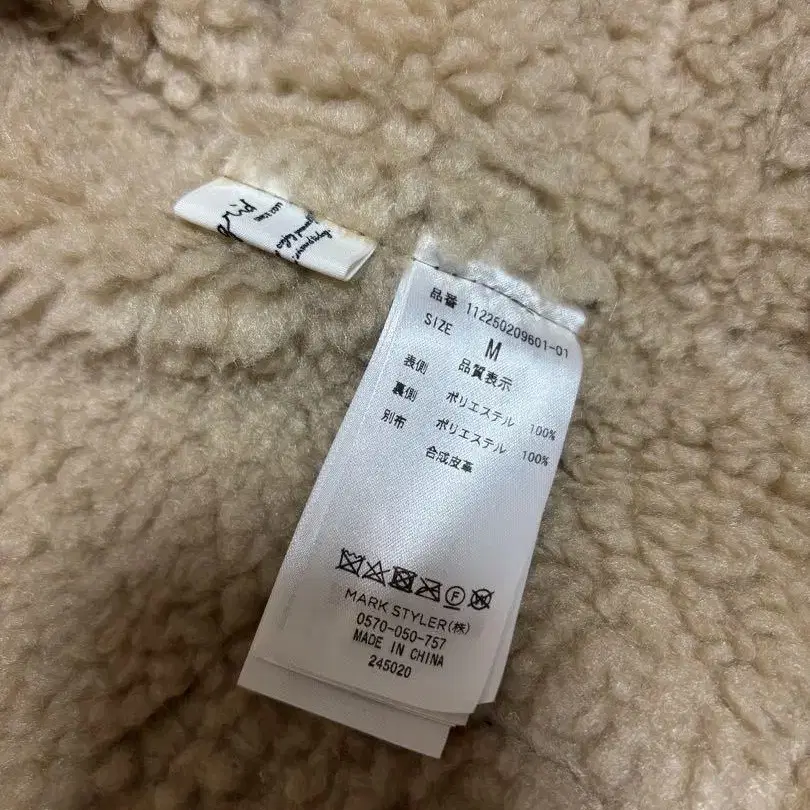 品番 112250209601-01
SIZE M
品質表示
表側 ポリエステル 100%
裏側 ポリエステル 100%
別布 合成皮革
F
MARK STYLER(株)
0570-050-757
MADE IN CHINA
245020